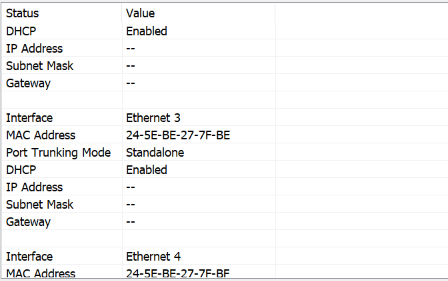 Status Value
DHCP Enabled
IP Address --
Subnet Mask --
Gateway --
Interface Ethernet 3
MAC Address 24-5E-BE-27-7F-BE
Port Trunking Mode Standalone
DHCP Enabled
IP Address --
Subnet Mask --
Gateway --
Interface Ethernet 4
MAC Address 24-5E-BE-27-7F-BF